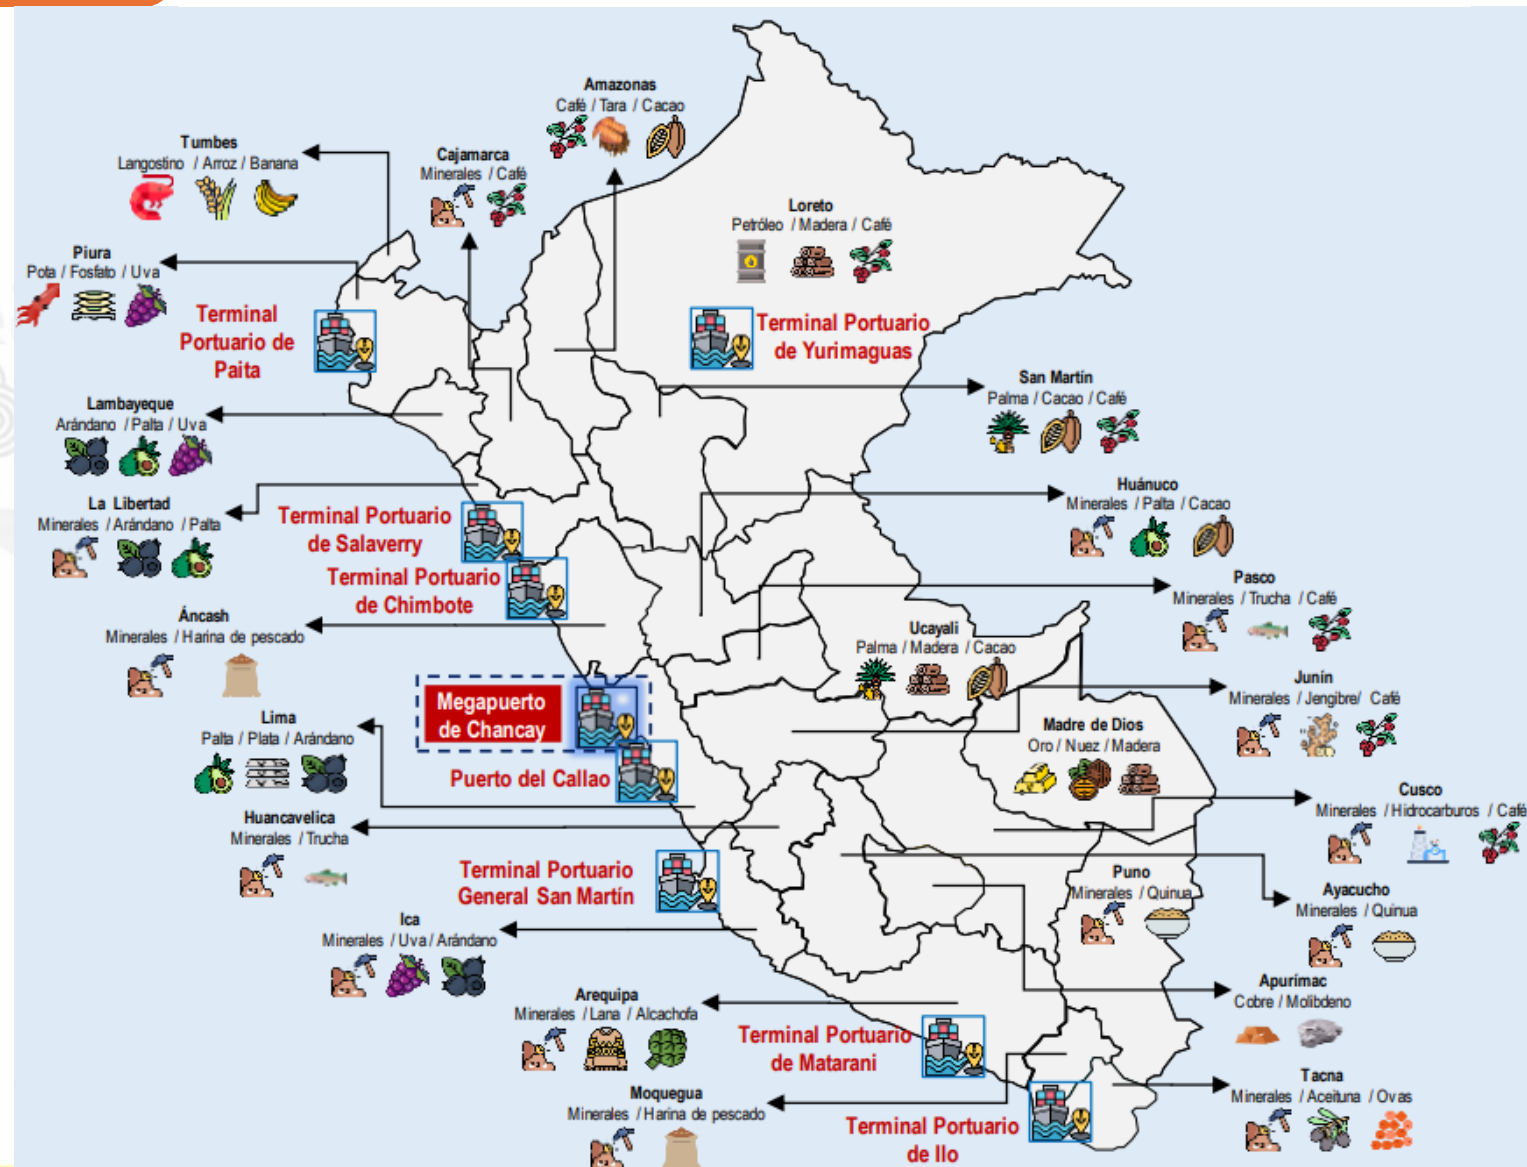 Amazonas
Café / Tara / Cacao
Tumbes
Langostino / Arroz / Banana
Cajamarca
Minerales / Café
Loreto
Petróleo / Madera / Café
Piura
Pota / Fosfato / Uva
Terminal
Portuario de
Paita
Terminal Portuario
de Yurimaguas
San Martín
Palma / Cacao / Café
Lambayeque
Arándano / Palta / Uva
Huánuco
Minerales / Palta / Cacao
La Libertad
Minerales / Arándano / Palta
Terminal Portuario
de Salaverry
Terminal Portuario
de Chimbote
Pasco
Minerales / Trucha / Café
Áncash
Minerales / Harina de pescado
Ucayali
Palma / Madera / Cacao
Junín
Minerales / Jengibre/ Café
Megapuerto
de Chancay
Lima
Palta / Plata / Arándano
Madre de Dios
Oro / Nuez / Madera
Puerto del Callao
Cusco
Minerales / Hidrocarburos / Café
Huancavelica
Minerales / Trucha
Terminal Portuario
General San Martín
Puno
Minerales / Quinua
Ayacucho
Minerales / Quinua
Ica
Minerales / Uva / Arándano
Apurímac
Cobre / Molibdeno
Arequipa
Minerales / Lana / Alcachofa
Terminal Portuario
de Matarani
Tacna
Minerales / Aceituna / Ovas
Moquegua
Minerales / Harina de pescado
Terminal Portuario
de Ilo